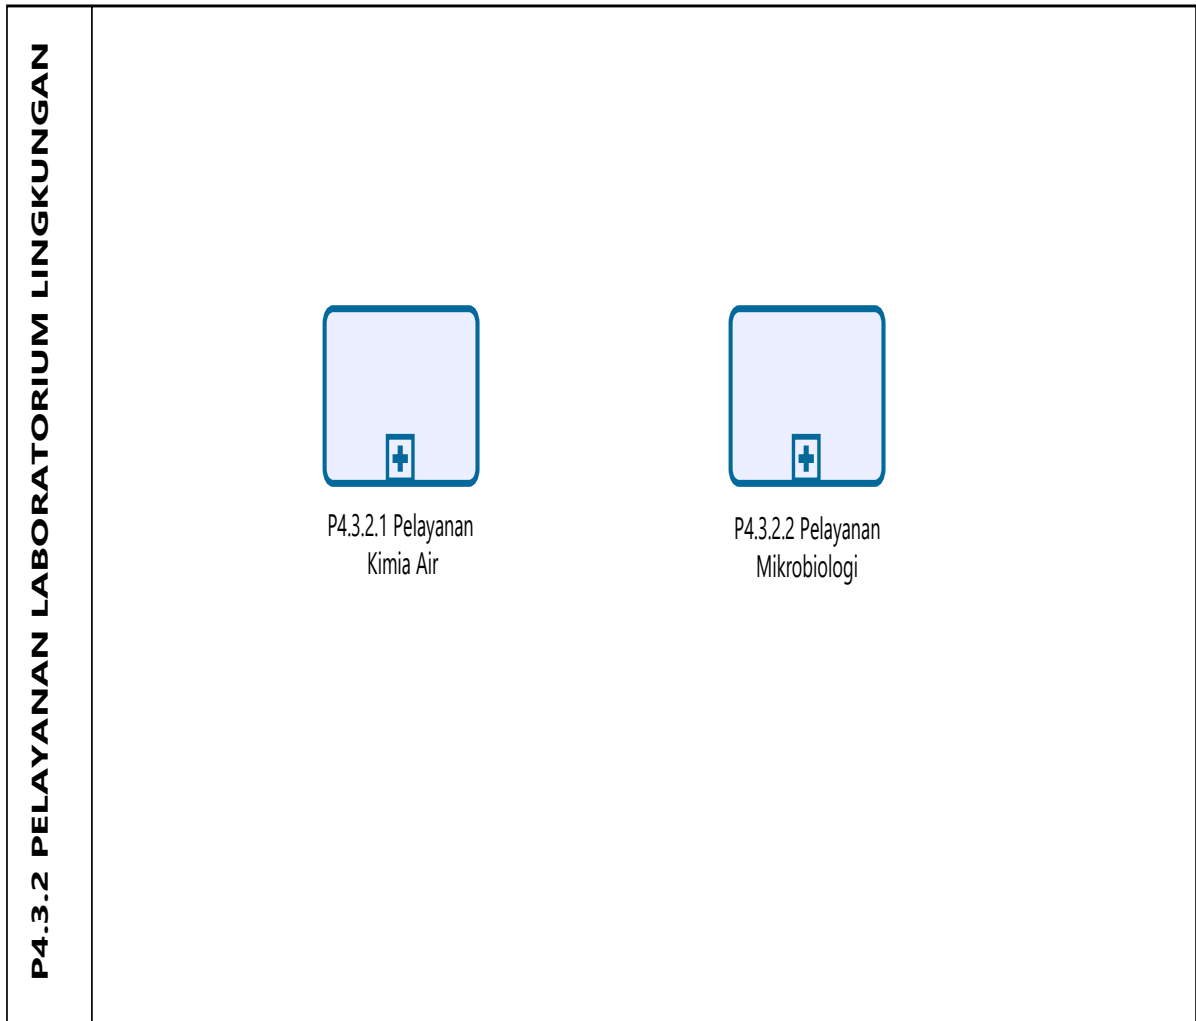 P4.3.2 PELAYANAN LABORATORIUM LINGKUNGAN
P4.3.2.1 Pelayanan
Kimia Air
P4.3.2.2 Pelayanan
Mikrobiologi